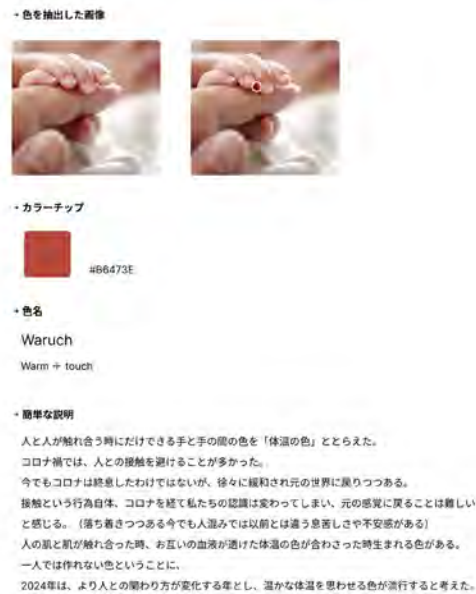 ・色を抽出した画像
・カラーチップ
#B6473E
・色名
Waruch
Warm ＋ touch
・簡単な説明
人と人が触れ合う時にだけできる手と手の間の色を「体温の色」ととらえた。
コロナ禍では、人との接触を避けることが多かった。
今でもコロナは終息したわけではないが、徐々に緩和され元の世界に戻りつつある。
接触という行為自体、コロナを経て私たちの認識は変わってしまい、元の感覚に戻ることは難しい
と感じる。（落ち着きつつある今でも人混みでは以前とは違う息苦しさや不安感がある）
人の肌と肌が触れ合った時、お互いの血液が透けた体温の色が合わさった時生まれる色がある。
一人では作れない色ということに、
2024年は、より人との関わり方が変化する年とし、温かな体温を思わせる色が流行すると考えた。